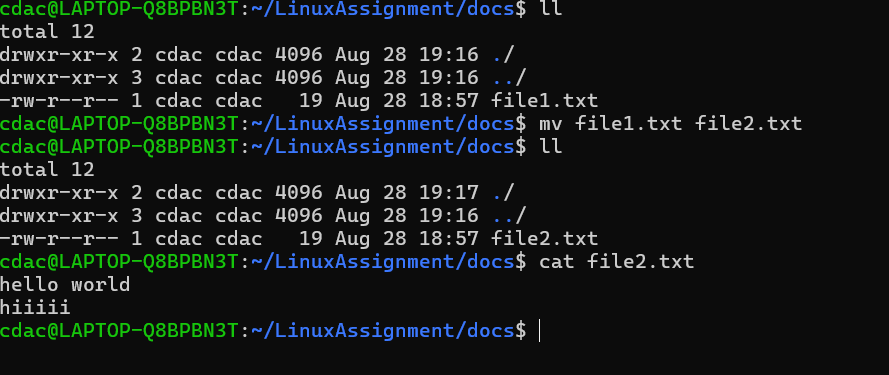 cdac@LAPTOP-Q8BPBN3T:~/LinuxAssignment/docs$ ll
total 12
drwxr-xr-x 2 cdac cdac 4096 Aug 28 19:16 ./
drwxr-xr-x 3 cdac cdac 4096 Aug 28 19:16 ../
-rw-r--r-- 1 cdac cdac   19 Aug 28 18:57 file1.txt
cdac@LAPTOP-Q8BPBN3T:~/LinuxAssignment/docs$ mv file1.txt file2.txt
cdac@LAPTOP-Q8BPBN3T:~/LinuxAssignment/docs$ ll
total 12
drwxr-xr-x 2 cdac cdac 4096 Aug 28 19:17 ./
drwxr-xr-x 3 cdac cdac 4096 Aug 28 19:16 ../
-rw-r--r-- 1 cdac cdac   19 Aug 28 18:57 file2.txt
cdac@LAPTOP-Q8BPBN3T:~/LinuxAssignment/docs$ cat file2.txt
hello world
hiiiii
cdac@LAPTOP-Q8BPBN3T:~/LinuxAssignment/docs$